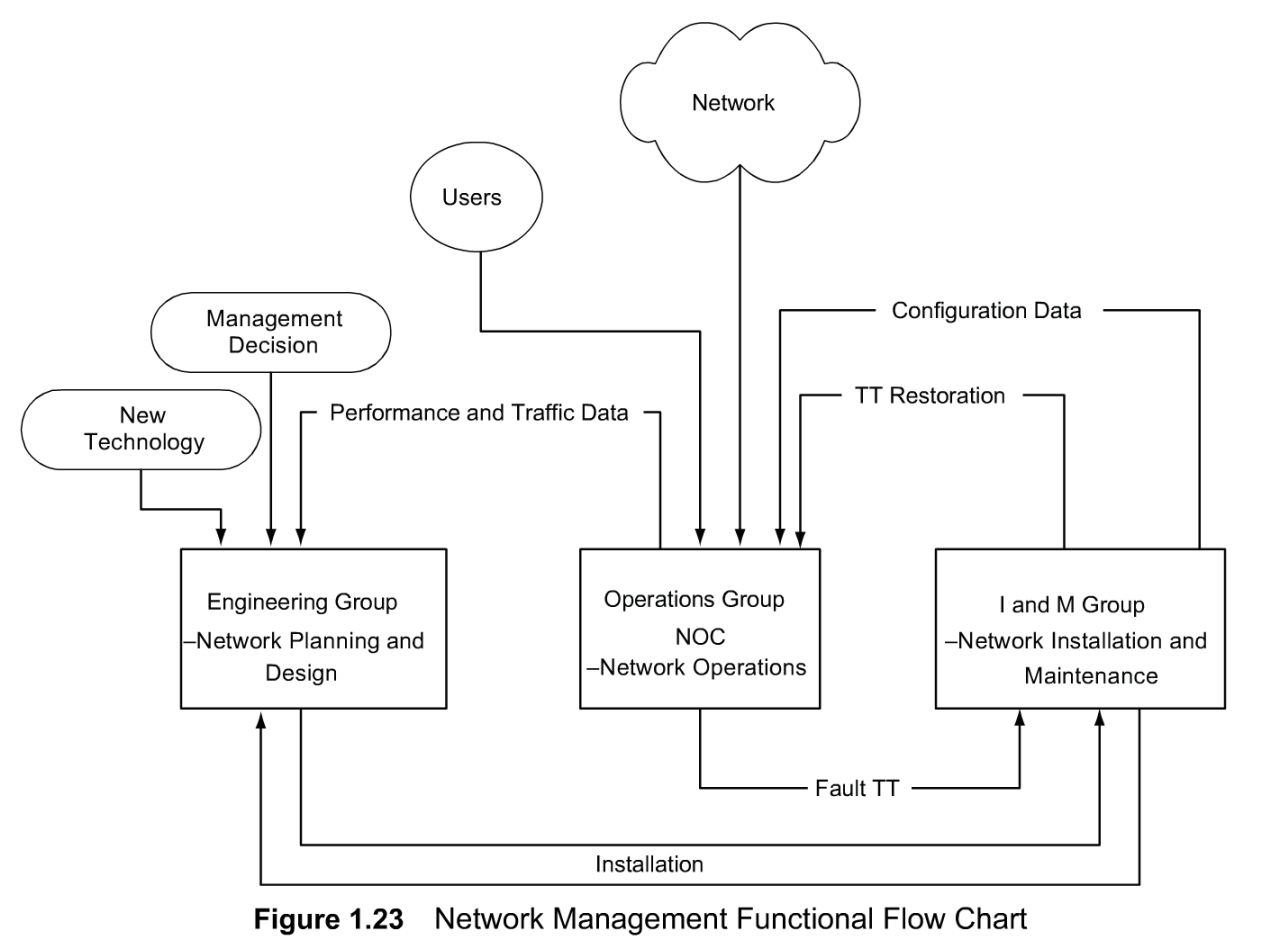 Network
Users
Configuration Data
Management
Decision
TT Restoration
New
Technology
Performance and Traffic Data
Engineering Group
–Network Planning and
Design
Operations Group
NOC
–Network Operations
I and M Group
–Network Installation and
Maintenance
Fault TT
Installation
Figure 1.23 Network Management Functional Flow Chart